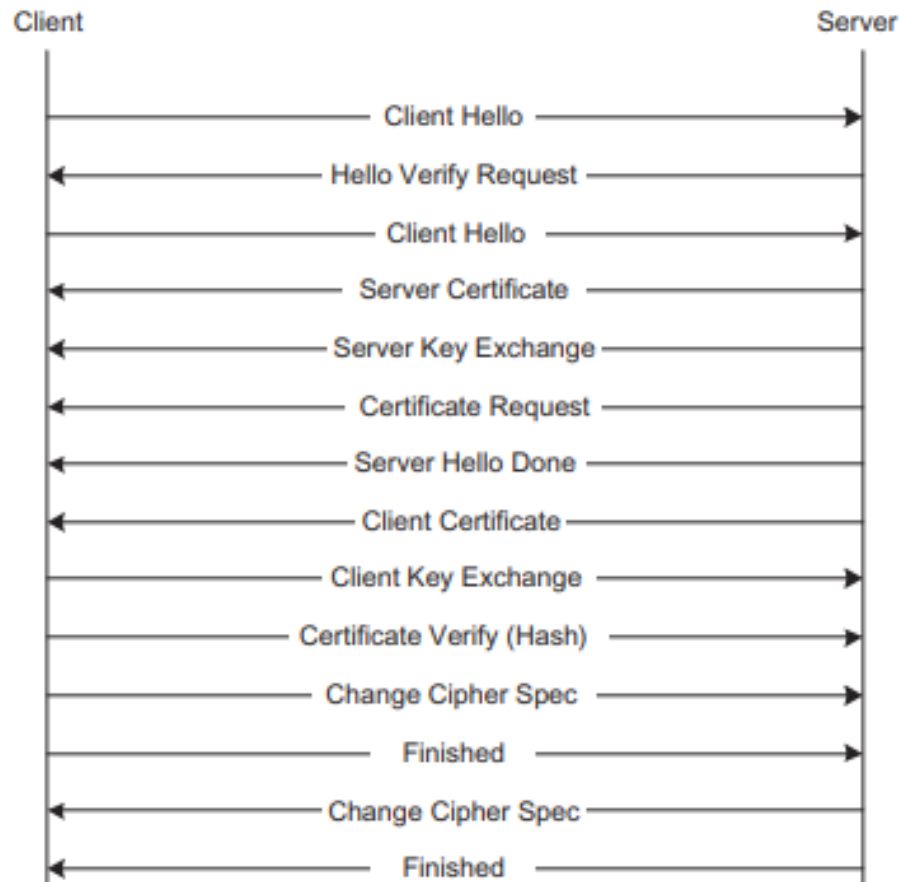 Client Server
Client Hello
Hello Verify Request
Client Hello
Server Certificate
Server Key Exchange
Certificate Request
Server Hello Done
Client Certificate
Client Key Exchange
Certificate Verify (Hash)
Change Cipher Spec
Finished
Change Cipher Spec
Finished